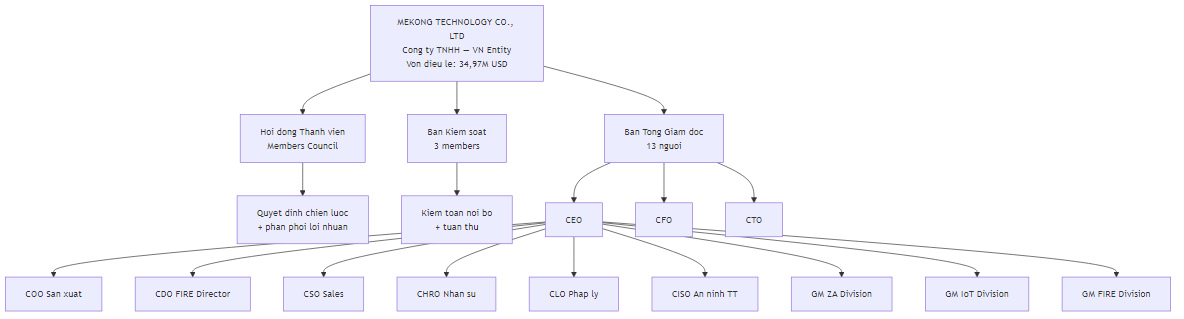 MEKONG TECHNOLOGY CO.,
LTD
Cong ty TNHH — VN Entity
Von dieu le: 34,97M USD
Hoi dong Thanh vien
Members Council
Ban Kiem soat
3 members
Ban Tong Giam doc
13 nguoi
Quyet dinh chien luoc
+ phan phoi loi nhuan
Kiem toan noi bo
+ tuan thu
CEO
CFO
CTO
COO San xuat
CDO FIRE Director
CSO Sales
CHRO Nhan su
CLO Phap ly
CISO An ninh TT
GM ZA Division
GM IoT Division
GM FIRE Division